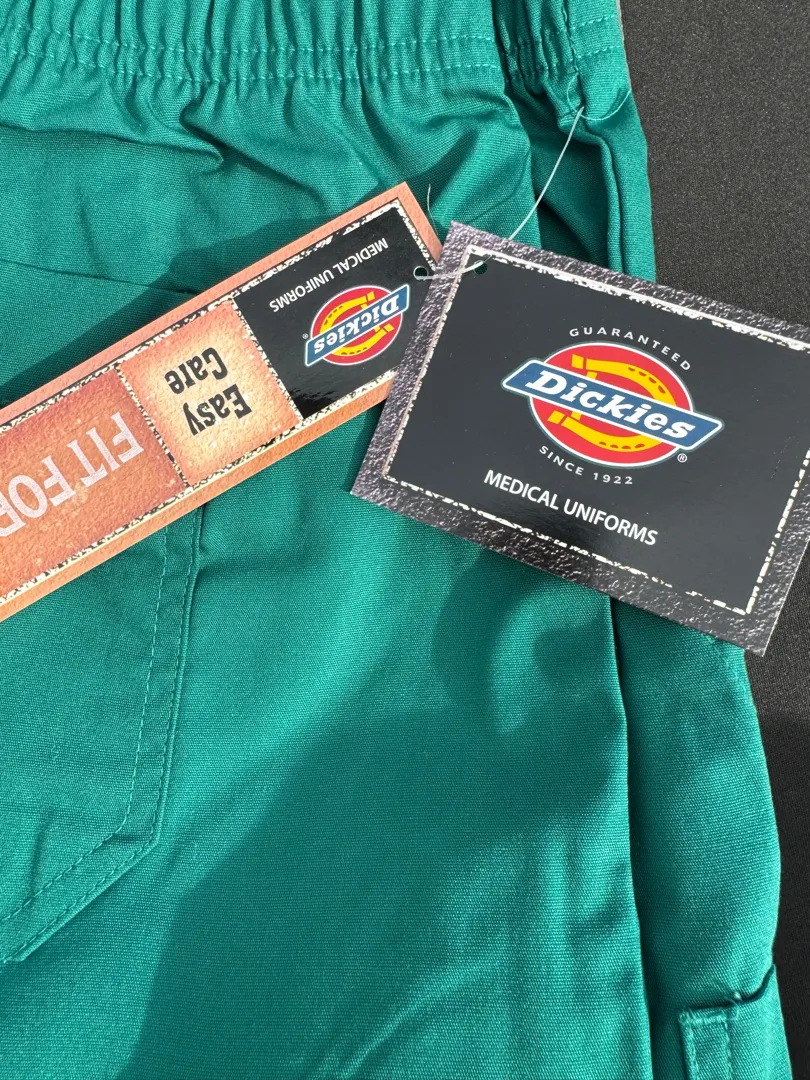 MEDICAL UNIFORMS
Dickies
Easy
Care
FIT FOR
GUARANTEED
Dickies
®
SINCE 1922
MEDICAL UNIFORMS